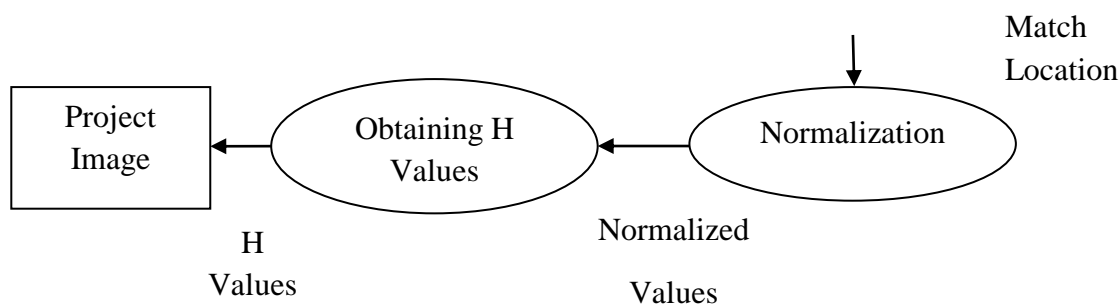 Match
Location
Project
Image
Obtaining H
Values
Normalization
H
Values
Normalized
Values